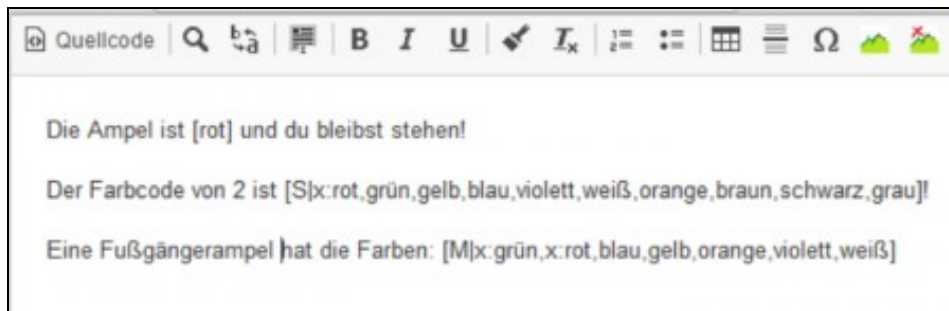 Quellcode B I U Ω
Die Ampel ist [rot] und du bleibst stehen!
Der Farbcode von 2 ist [S|x:rot,grün,gelb,blau,violett,weiß,orange,braun,schwarz,grau]!
Eine Fußgängerampel hat die Farben: [M|x:grün,x:rot,blau,gelb,orange,violett,weiß]